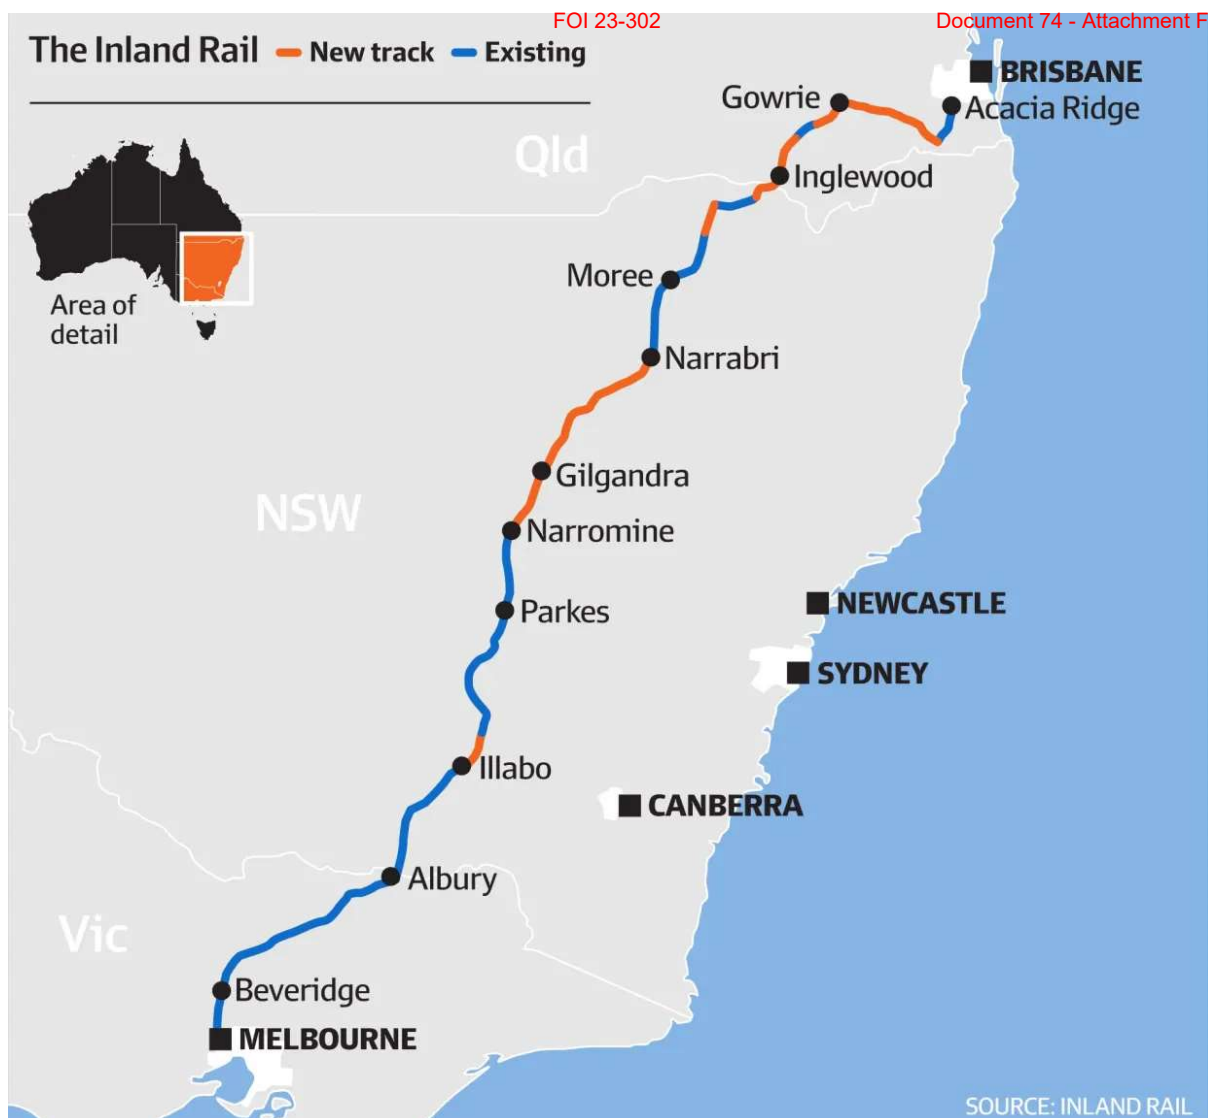 FOI 23-302
Document 74 - Attachment F
The Inland Rail New track Existing
BRISBANE
Gowrie
Acacia Ridge
Qld
Inglewood
Moree
Area of
detail
Narrabri
Gilgandra
NSW
Narromine
NEWCASTLE
Parkes
SYDNEY
Illabo
CANBERRA
Albury
Vic
Beveridge
MELBOURNE
SOURCE: INLAND RAIL